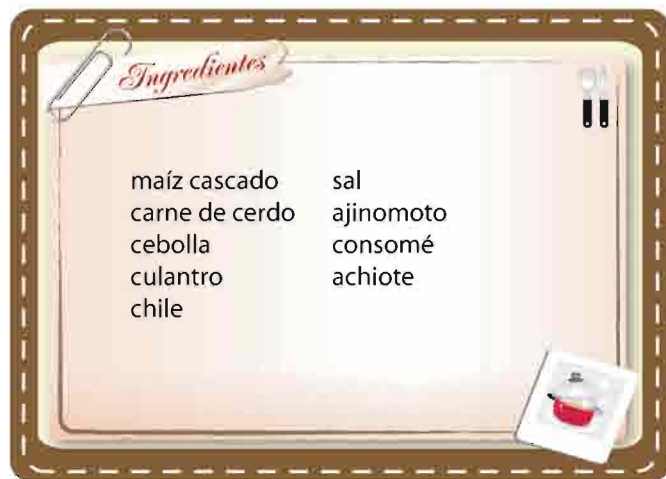 Ingredientes
maíz cascado
carne de cerdo
cebolla
culantro
chile
sal
ajinomoto
consomé
achiote